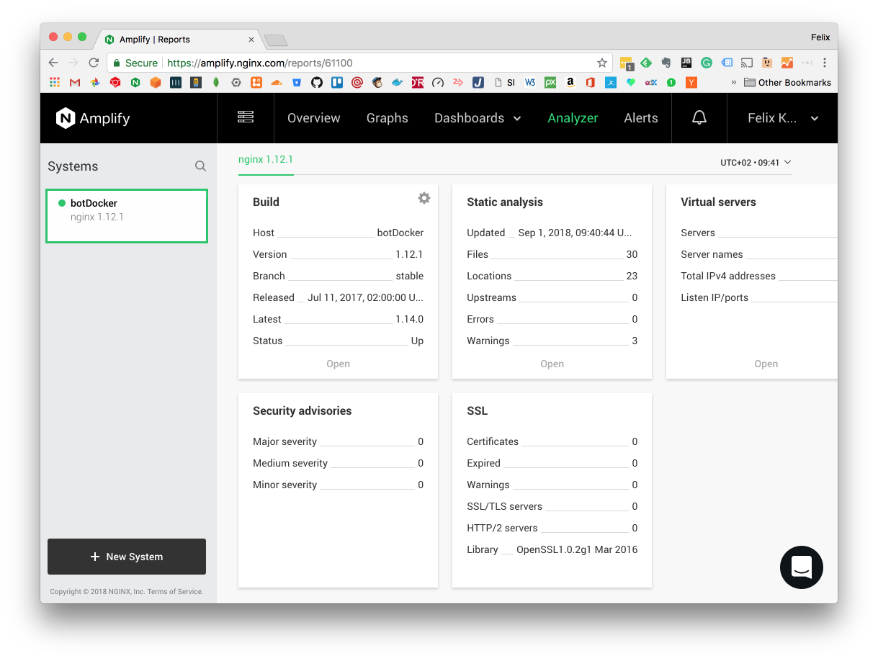 Amplify | Reports
Felix
Secure
https://amplify.nginx.com/reports/61100
SI
Other Bookmarks
Amplify
Overview
Graphs
Dashboards
Analyzer
Alerts
Felix K...
Systems
botDocker
nginx 1.12.1
nginx 1.12.1
UTC+02 • 09:41
Build
Host botDocker
Version 1.12.1
Branch stable
Released Jul 11, 2017, 02:00:00 U...
Latest 1.14.0
Status Up
Open
Static analysis
Updated Sep 1, 2018, 09:40:44 U...
Files 30
Locations 23
Upstreams 0
Errors 0
Warnings 3
Open
Virtual servers
Servers
Server names
Total IPv4 addresses
Listen IP/ports
Open
Security advisories
Major severity 0
Medium severity 0
Minor severity 0
SSL
Certificates 0
Expired 0
Warnings 0
SSL/TLS servers 0
HTTP/2 servers 0
Library OpenSSL1.0.2g1 Mar 2016
+ New System
Copyright © 2018 NGINX, Inc. Terms of Service.